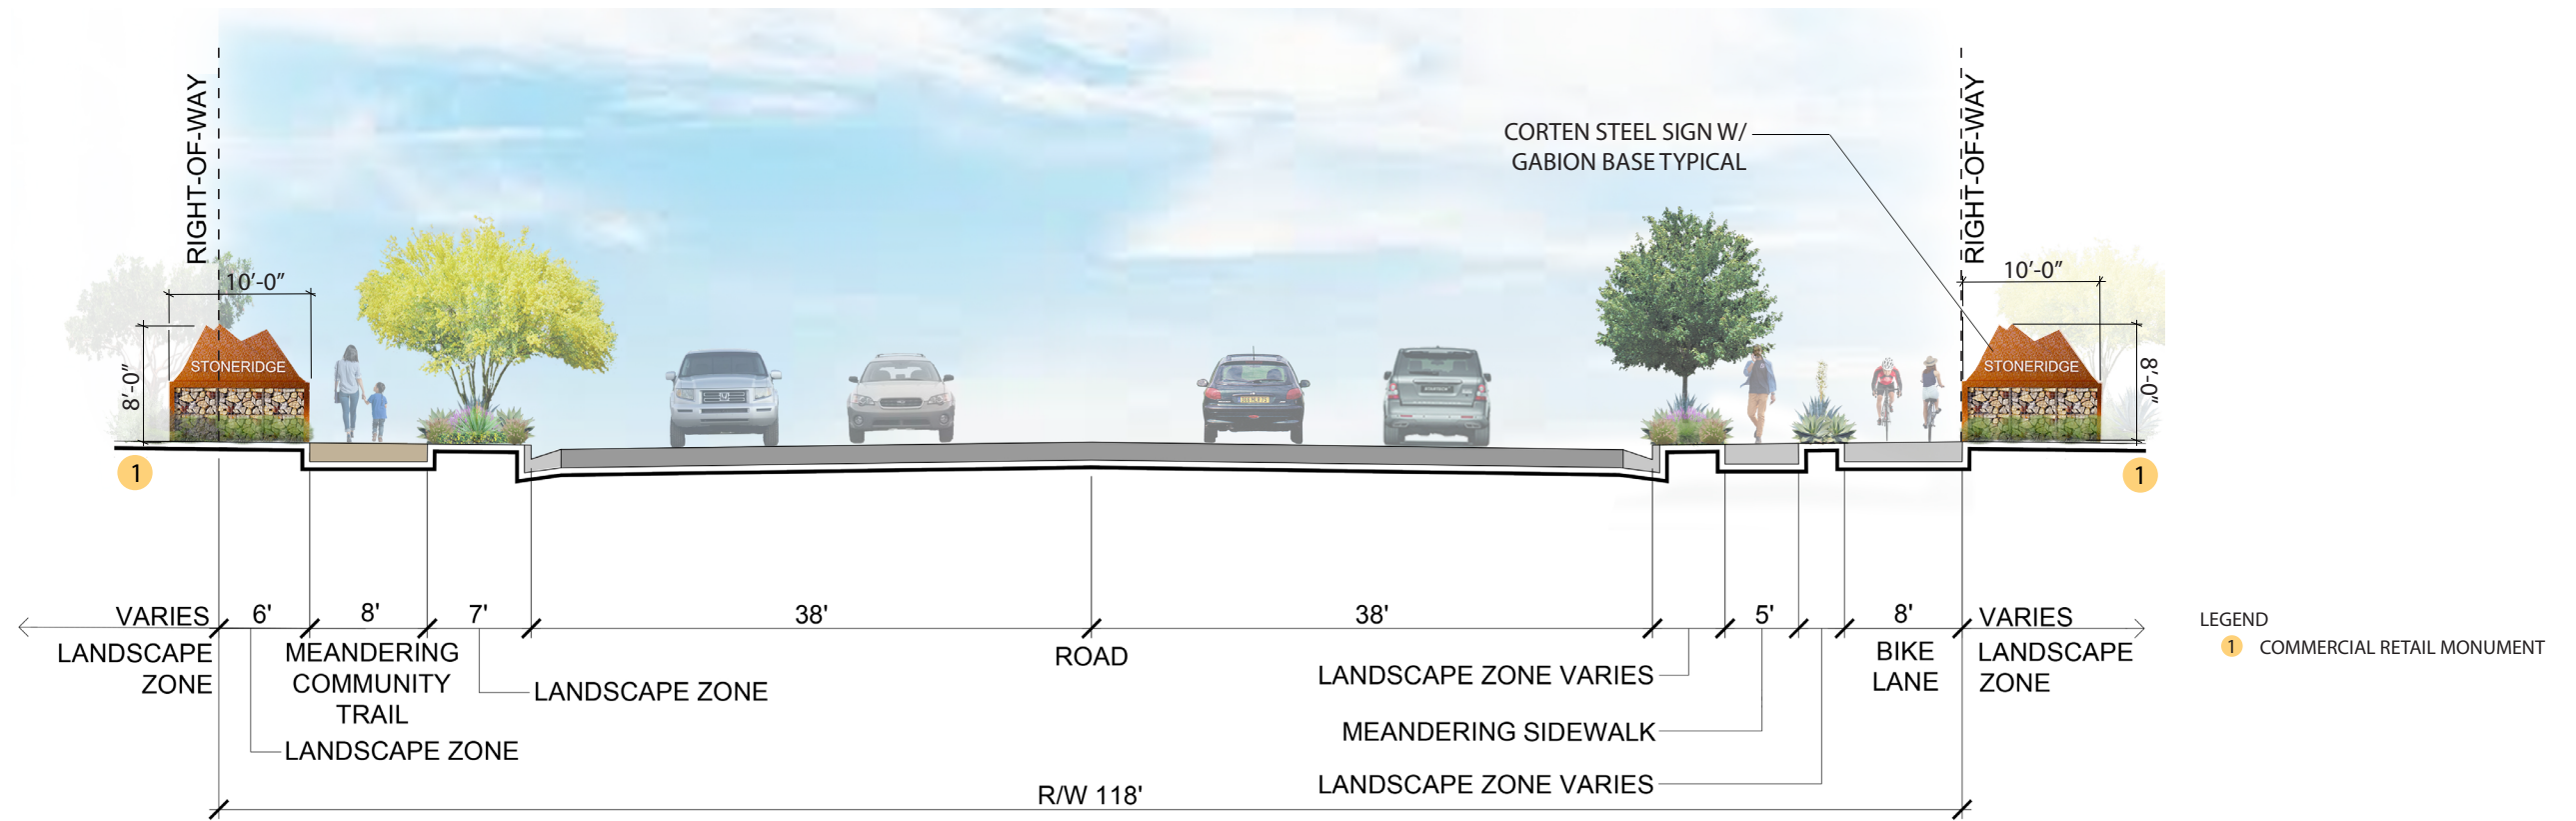 RIGHT-OF-WAY
CORTEN STEEL SIGN W/
GABION BASE TYPICAL
RIGHT-OF-WAY
10’-0”
10’-0”
8’-0”
STONERIDGE
STONERIDGE
8’-0”
1
1
VARIES
6'
8'
7'
38'
38'
5'
8'
VARIES
LANDSCAPE
ZONE
MEANDERING
COMMUNITY
TRAIL
LANDSCAPE ZONE
LANDSCAPE ZONE
ROAD
LANDSCAPE ZONE VARIES
MEANDERING SIDEWALK
LANDSCAPE ZONE VARIES
BIKE
LANE
LANDSCAPE
ZONE
R/W 118'
LEGEND
1 COMMERCIAL RETAIL MONUMENT